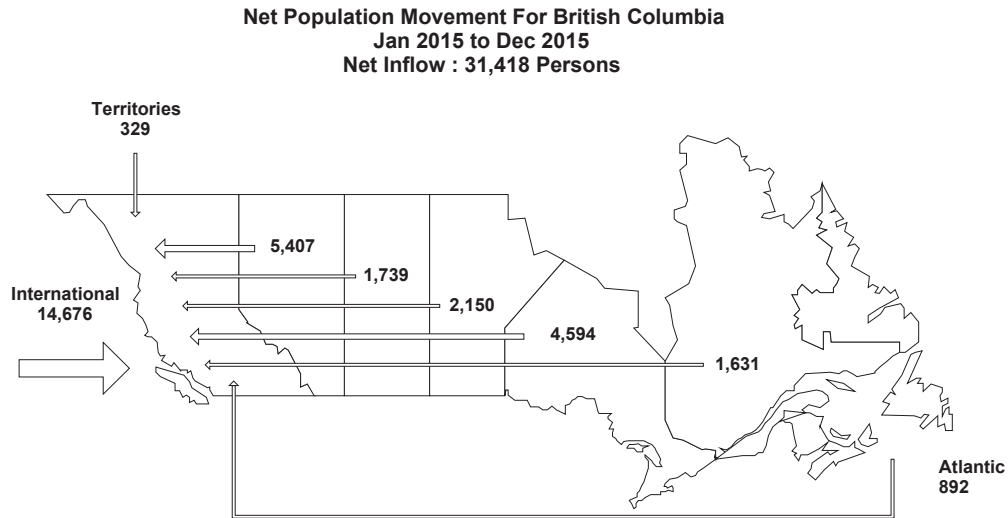 Net Population Movement For British Columbia
Jan 2015 to Dec 2015
Net Inflow : 31,418 Persons
Territories
329
5,407
1,739
International
14,676
2,150
4,594
1,631
Atlantic
892